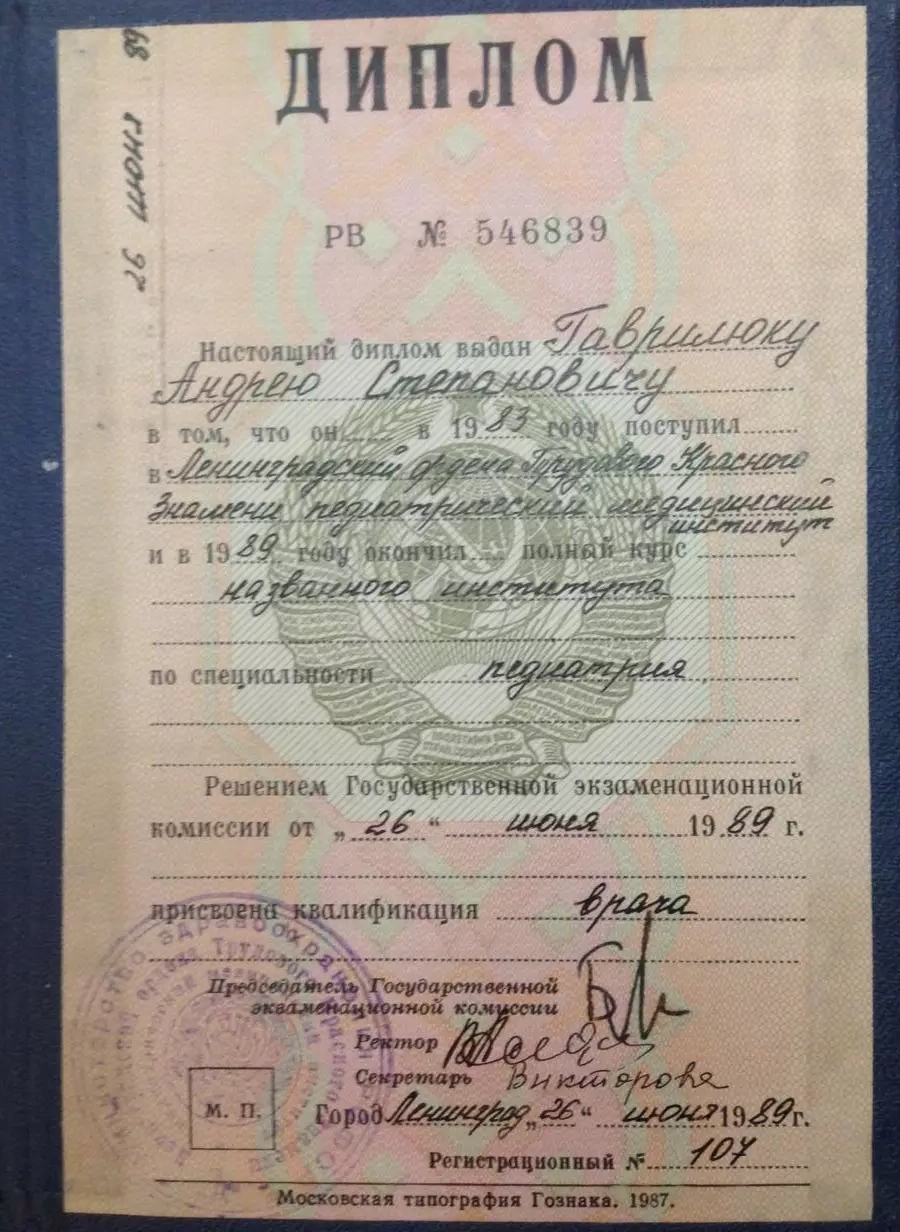 26 июня 89
ДИПЛОМ
РВ № 546839
Настоящий диплом выдан Гаврилюку
Андрею Степановичу
в том, что он в 1983 году поступил
в Ленинградский ордена Трудового Красного
Знамени педиатрический медицинский
институт
и в 1989 году окончил полный курс
названного института
по специальности педиатрия
Решением Государственной экзаменационной
комиссии от „26“ июня 1989 г.
присвоена квалификация врача
Председатель Государственной
экзаменационной комиссии
Ректор
Секретарь Викторова
М. П.
Город Ленинград „26“ июня 1989 г.
Регистрационный № 107
Московская типография Гознака. 1987.